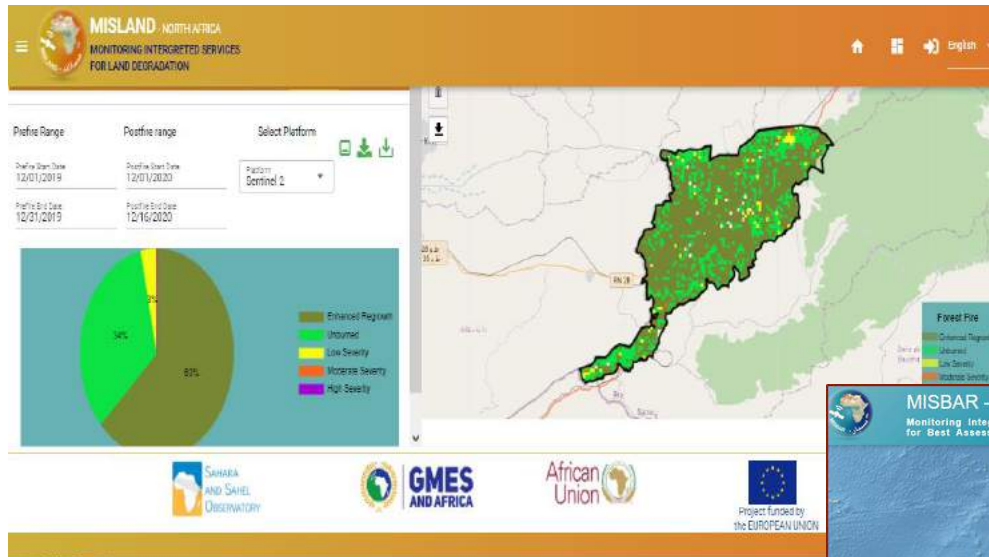 MISLAND - NORTH AFRICA
MONITORING INTERGRETED SERVICES
FOR LAND DEGRADATION
English
Prefire Range
Postfire range
Select Platform
Prefire Start Date
12/01/2019
Postfire Start Date
12/01/2020
Platform
Sentinel 2
Prefire End Date
12/31/2019
Postfire End Date
12/16/2020
3%
34%
Enhanced Regrowth
Unburned
Low Severity
Moderate Severity
High Severity
RN 28
Forest Fire
Enhanced Regrow
Unburned
Low Severity
Moderate Severity
MISBAR -
Monitoring Inte
for Best Assess
SAHARA
AND SAHEL
OBSERVATORY
GMES
AND AFRICA
African
Union
Project funded by
the EUROPEAN UNION